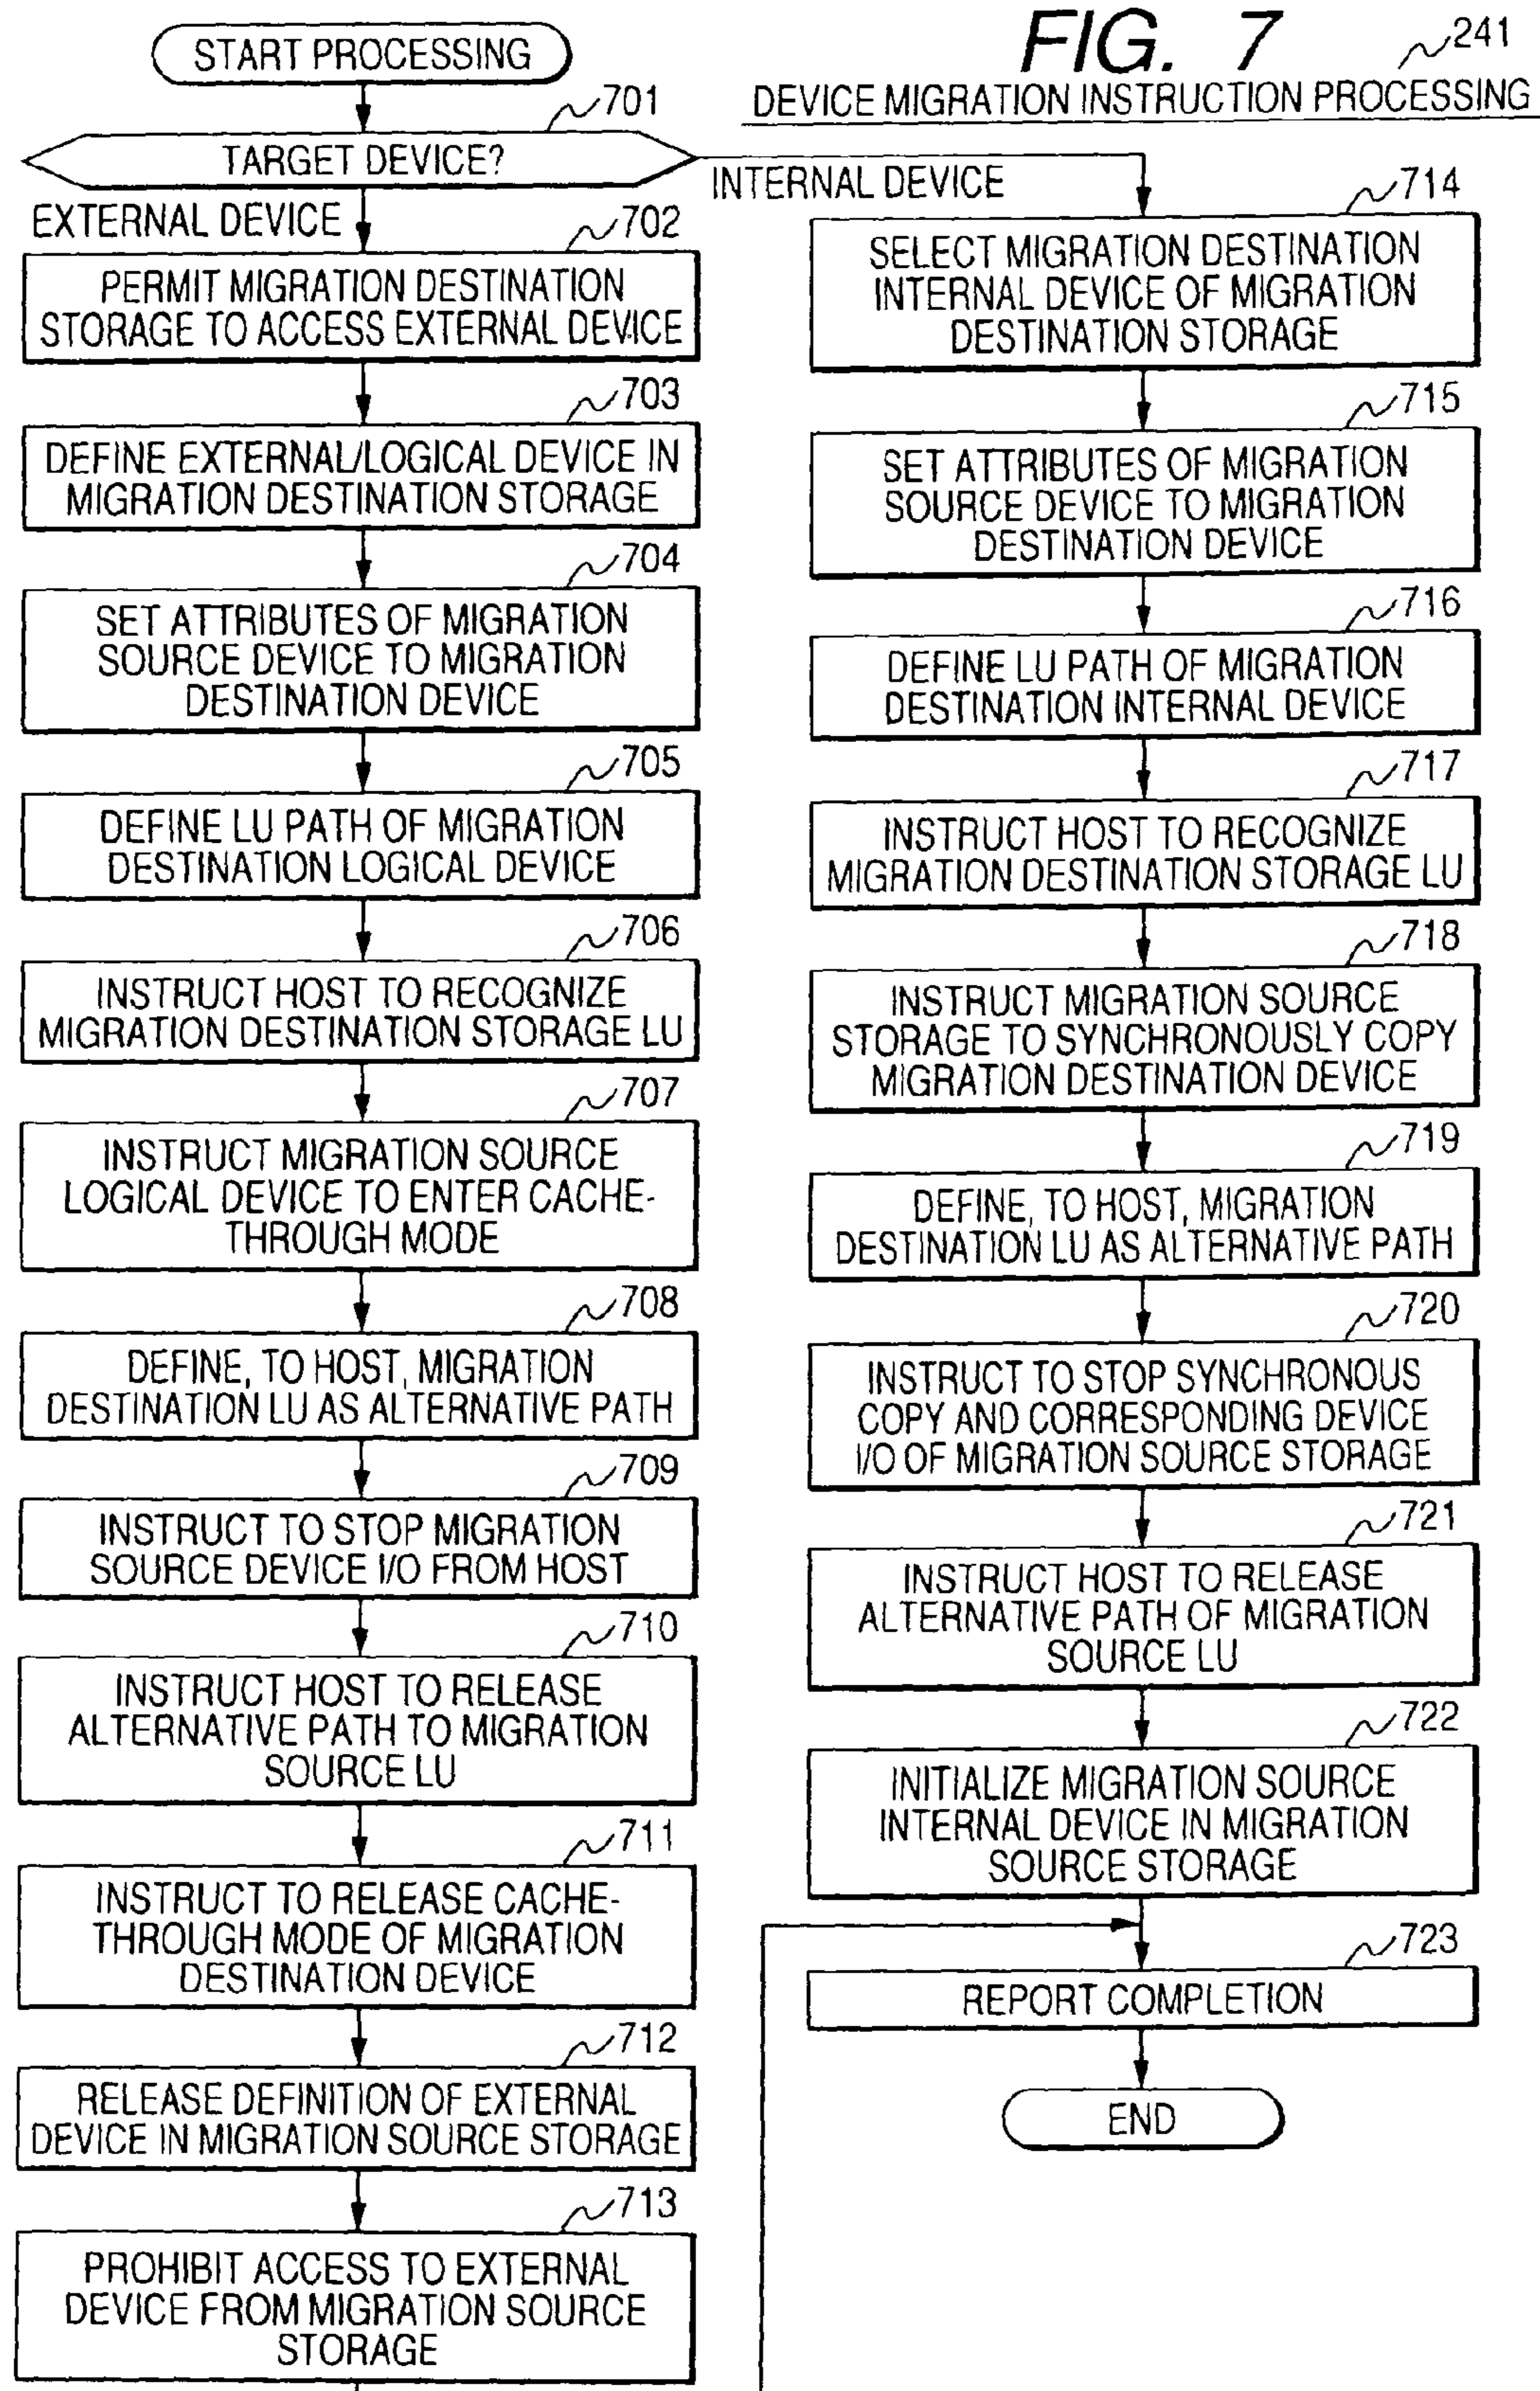 FIG. 7
241
DEVICE MIGRATION INSTRUCTION PROCESSING
START PROCESSING
701
TARGET DEVICE?
EXTERNAL DEVICE
INTERNAL DEVICE
702
PERMIT MIGRATION DESTINATION
STORAGE TO ACCESS EXTERNAL DEVICE
703
DEFINE EXTERNAL/LOGICAL DEVICE IN
MIGRATION DESTINATION STORAGE
704
SET ATTRIBUTES OF MIGRATION
SOURCE DEVICE TO MIGRATION
DESTINATION DEVICE
705
DEFINE LU PATH OF MIGRATION
DESTINATION LOGICAL DEVICE
706
INSTRUCT HOST TO RECOGNIZE
MIGRATION DESTINATION STORAGE LU
707
INSTRUCT MIGRATION SOURCE
LOGICAL DEVICE TO ENTER CACHE-
THROUGH MODE
708
DEFINE, TO HOST, MIGRATION
DESTINATION LU AS ALTERNATIVE PATH
709
INSTRUCT TO STOP MIGRATION
SOURCE DEVICE I/O FROM HOST
710
INSTRUCT HOST TO RELEASE
ALTERNATIVE PATH TO MIGRATION
SOURCE LU
711
INSTRUCT TO RELEASE CACHE-
THROUGH MODE OF MIGRATION
DESTINATION DEVICE
712
RELEASE DEFINITION OF EXTERNAL
DEVICE IN MIGRATION SOURCE STORAGE
713
PROHIBIT ACCESS TO EXTERNAL
DEVICE FROM MIGRATION SOURCE
STORAGE
714
SELECT MIGRATION DESTINATION
INTERNAL DEVICE OF MIGRATION
DESTINATION STORAGE
715
SET ATTRIBUTES OF MIGRATION
SOURCE DEVICE TO MIGRATION
DESTINATION DEVICE
716
DEFINE LU PATH OF MIGRATION
DESTINATION INTERNAL DEVICE
717
INSTRUCT HOST TO RECOGNIZE
MIGRATION DESTINATION STORAGE LU
718
INSTRUCT MIGRATION SOURCE
STORAGE TO SYNCHRONOUSLY COPY
MIGRATION DESTINATION DEVICE
719
DEFINE, TO HOST, MIGRATION
DESTINATION LU AS ALTERNATIVE PATH
720
INSTRUCT TO STOP SYNCHRONOUS
COPY AND CORRESPONDING DEVICE
I/O OF MIGRATION SOURCE STORAGE
721
INSTRUCT HOST TO RELEASE
ALTERNATIVE PATH OF MIGRATION
SOURCE LU
722
INITIALIZE MIGRATION SOURCE
INTERNAL DEVICE IN MIGRATION
SOURCE STORAGE
723
REPORT COMPLETION
END